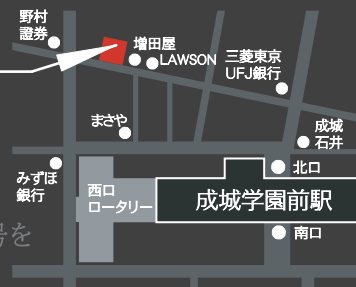 野村
證券
増田屋
LAWSON
三菱東京
UFJ銀行
まさや
成城
石井
みずほ
銀行
西口
ロータリー
北口
成城学園前駅
南口
号を